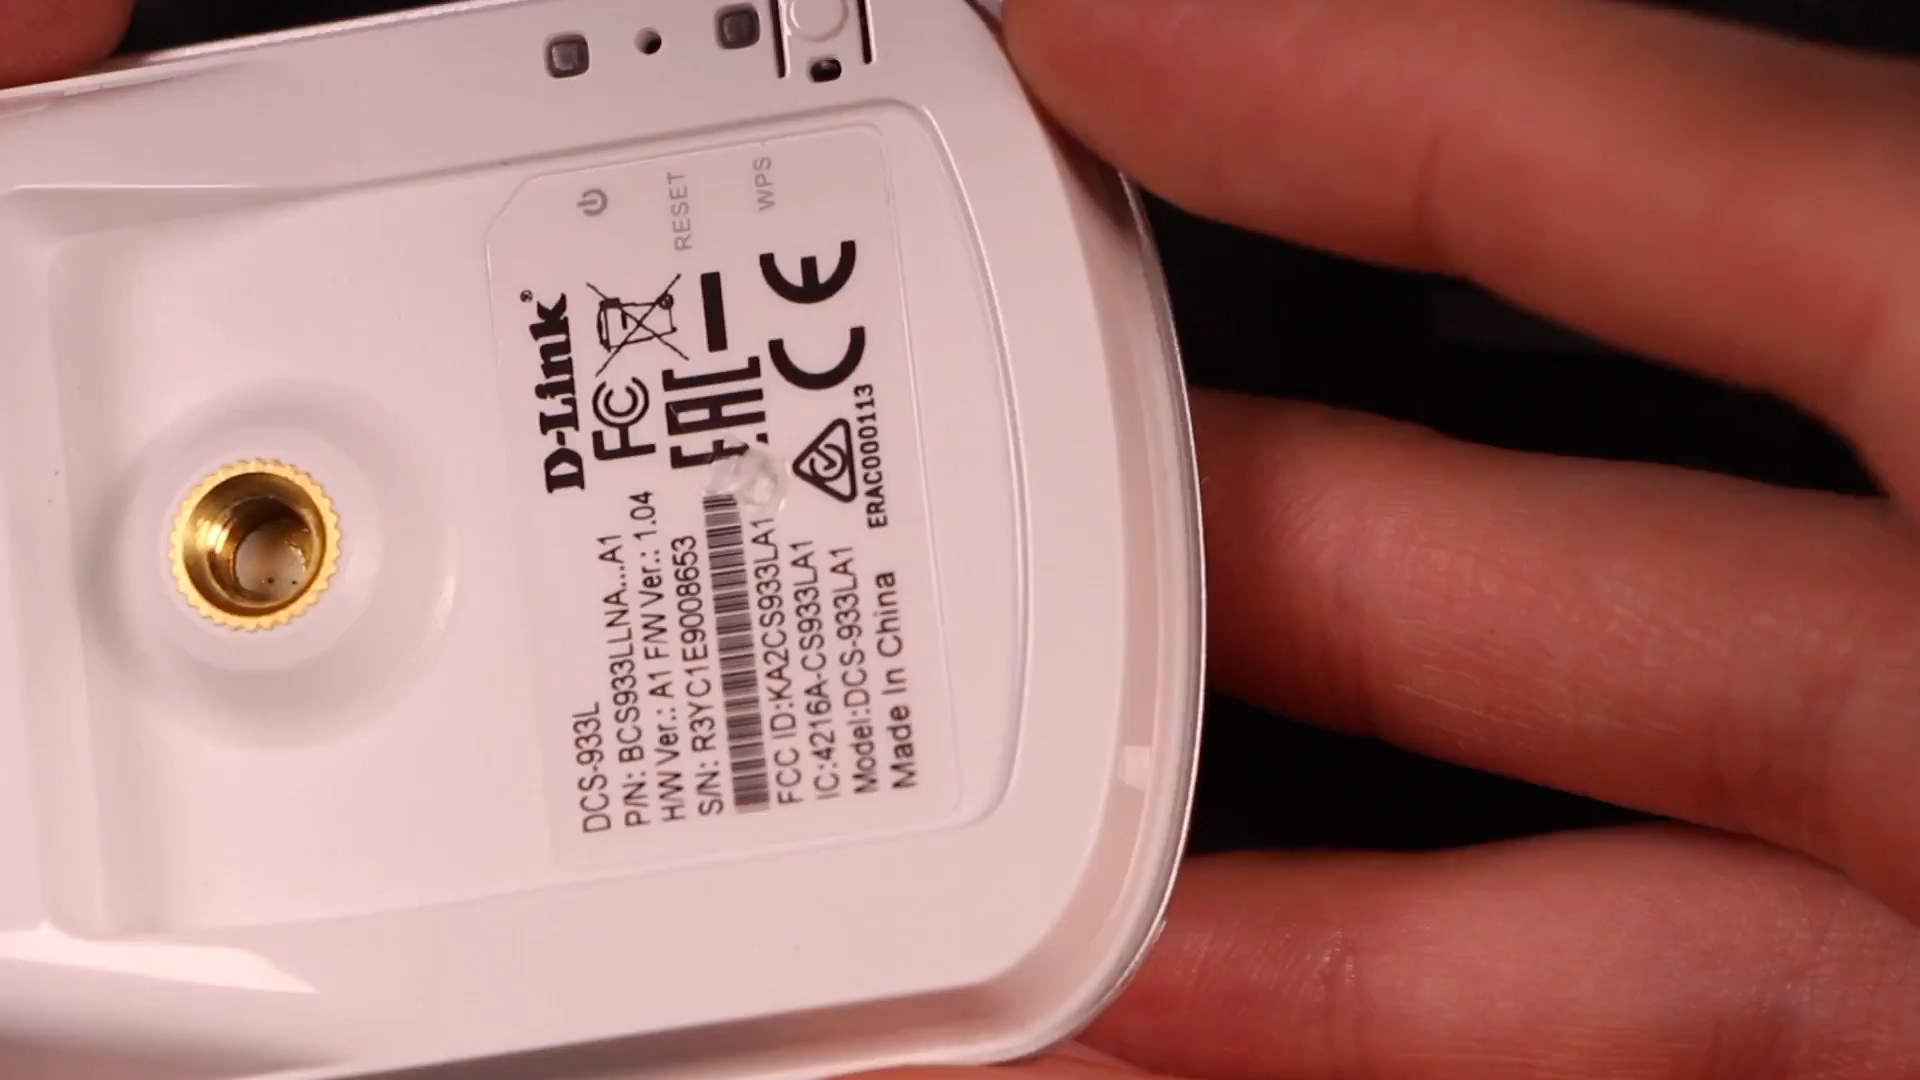 D-Link®
DCS-933L
P/N: BCS933LLNA...A1
H/W Ver.: A1 F/W Ver.: 1.04
S/N: R3YC1E9008653
FCC ID:KA2CS933LA1
IC:4216A-CS933LA1
Model:DCS-933LA1
Made In China
FC
EAC
CE
ERAC000113
RESET
WPS